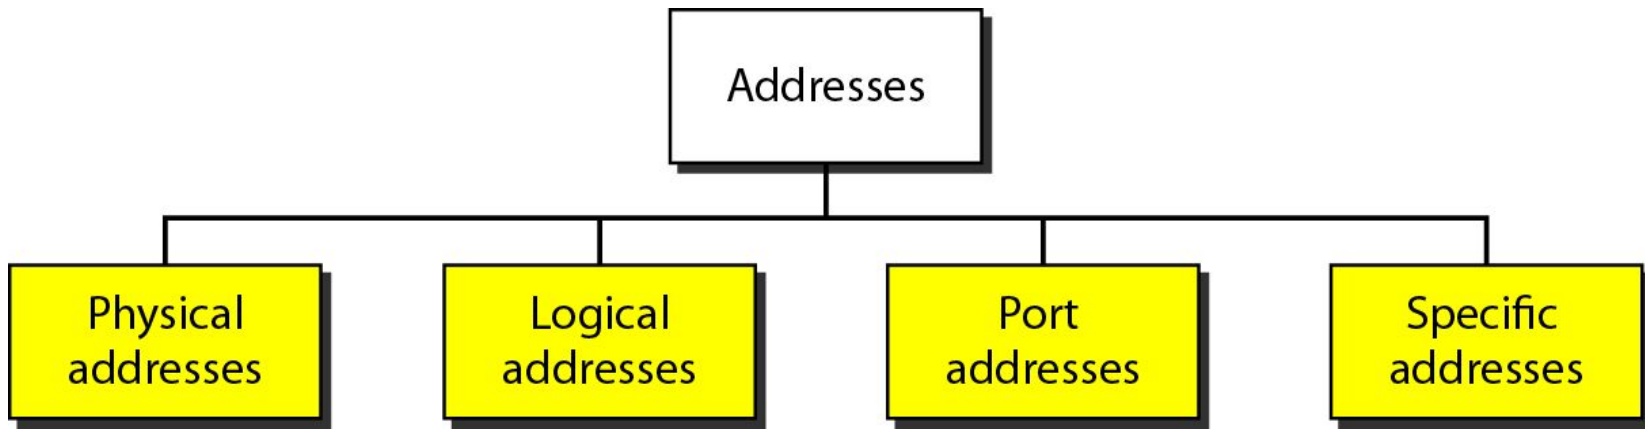 Addresses
Physical
addresses
Logical
addresses
Port
addresses
Specific
addresses